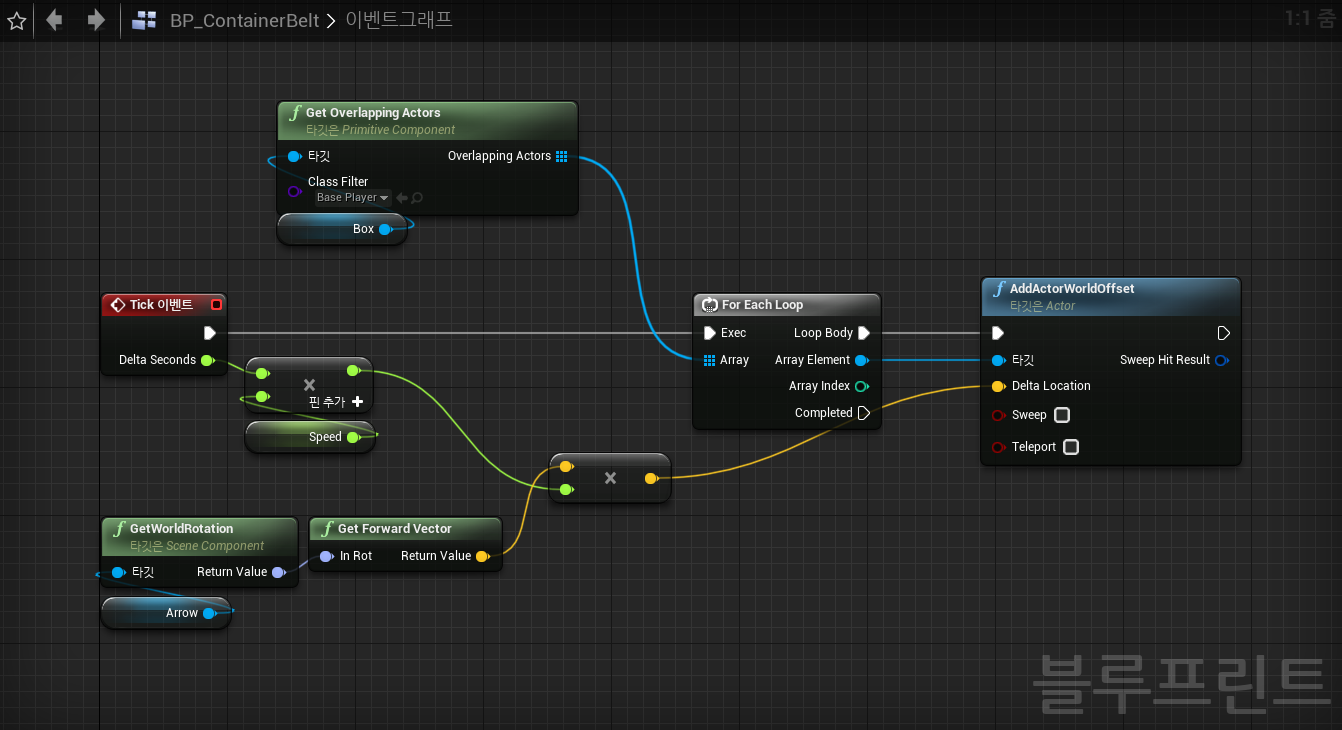 BP_ContainerBelt > 이벤트그래프
1:1 줌
f Get Overlapping Actors
타깃은 Primitive Component
타깃
Overlapping Actors
Class Filter
Base Player
Box
Tick 이벤트
Delta Seconds
×
핀 추가 +
Speed
For Each Loop
Exec
Loop Body
Array
Array Element
Array Index
Completed
f AddActorWorldOffset
타깃은 Actor
타깃
Sweep Hit Result
Delta Location
Sweep
Teleport
×
f GetWorldRotation
타깃은 Scene Component
타깃
Return Value
Arrow
f Get Forward Vector
In Rot
Return Value
블루프린트